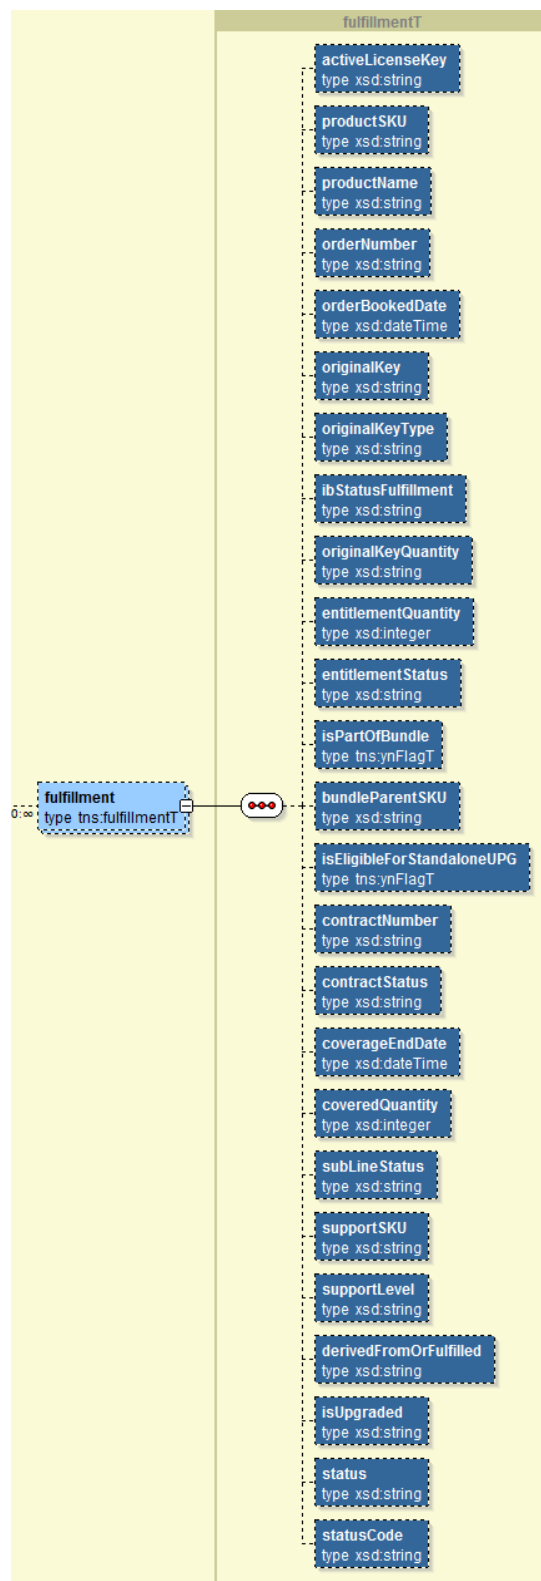 fulfillmentT
activeLicenseKey
type xsd:string
productSKU
type xsd:string
productName
type xsd:string
orderNumber
type xsd:string
orderBookedDate
type xsd:dateTime
originalKey
type xsd:string
originalKeyType
type xsd:string
ibStatusFulfillment
type xsd:string
originalKeyQuantity
type xsd:string
entitlementQuantity
type xsd:integer
entitlementStatus
type xsd:string
isPartOfBundle
type tns:ynFlagT
fulfillment
type tns:fulfillmentT
0:∞
bundleParentSKU
type xsd:string
isEligibleForStandaloneUPG
type tns:ynFlagT
contractNumber
type xsd:string
contractStatus
type xsd:string
coverageEndDate
type xsd:dateTime
coveredQuantity
type xsd:integer
subLineStatus
type xsd:string
supportSKU
type xsd:string
supportLevel
type xsd:string
derivedFromOrFulfilled
type xsd:string
isUpgraded
type xsd:string
status
type xsd:string
statusCode
type xsd:string